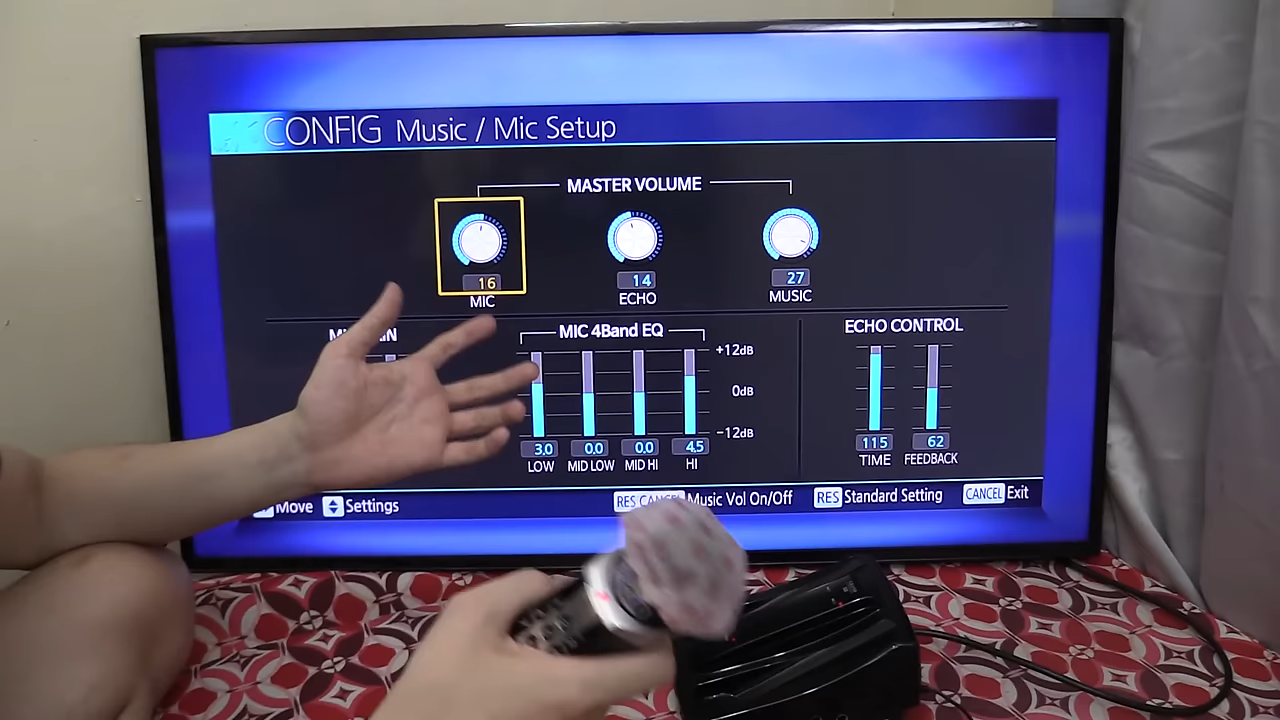 CONFIG Music / Mic Setup
MASTER VOLUME
16
MIC
14
ECHO
27
MUSIC
MIC 4Band EQ
+12dB
0dB
-12dB
3.0
0.0
0.0
4.5
LOW
MID LOW
MID HI
HI
ECHO CONTROL
115
62
TIME
FEEDBACK
Move
Settings
RES CANCEL Music Vol On/Off
RES Standard Setting
CANCEL Exit